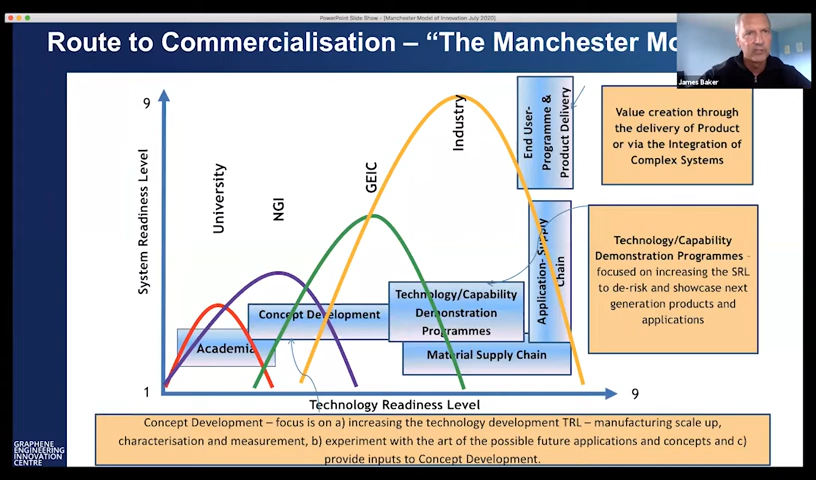 PowerPoint Slide Show - [Manchester Model of Innovation July 2020]
Route to Commercialisation – “The Manchester Mo
James Baker
9
System Readiness Level
1
University
NGI
GEIC
Industry
End User-
Programme &
Product Delivery
Application- Supply
Chain
Academia
Concept Development
Technology/Capability
Demonstration
Programmes
Material Supply Chain
Technology Readiness Level
9
Value creation through
the delivery of Product
or via the Integration of
Complex Systems
Technology/Capability
Demonstration Programmes -
focused on increasing the SRL
to de-risk and showcase next
generation products and
applications
Concept Development – focus is on a) increasing the technology development TRL – manufacturing scale up,
characterisation and measurement, b) experiment with the art of the possible future applications and concepts and c)
provide inputs to Concept Development.
GRAPHENE
ENGINEERING
INNOVATION
CENTRE